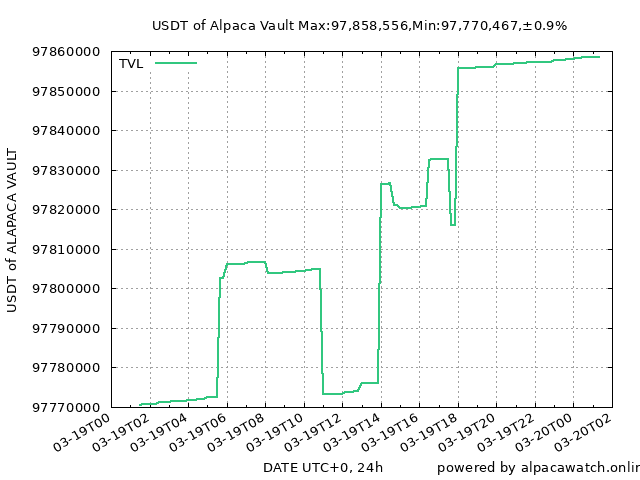 USDT of Alpaca Vault Max:97,858,556,Min:97,770,467,±0.9%
TVL
97860000
97850000
97840000
97830000
97820000
97810000
97800000
97790000
97780000
97770000
USDT of ALAPACA VAULT
03-19T00
03-19T02
03-19T04
03-19T06
03-19T08
03-19T10
03-19T12
03-19T14
03-19T16
03-19T18
03-19T20
03-19T22
03-20T00
03-20T02
DATE UTC+0, 24h
powered by alpacawatch.onlin